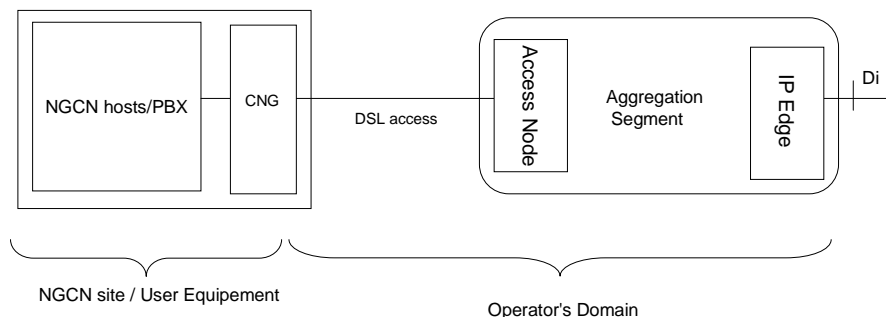 NGCN hosts/PBX
CNG
DSL access
Access Node
Aggregation
Segment
IP Edge
Di
NGCN site / User Equipement
Operator's Domain